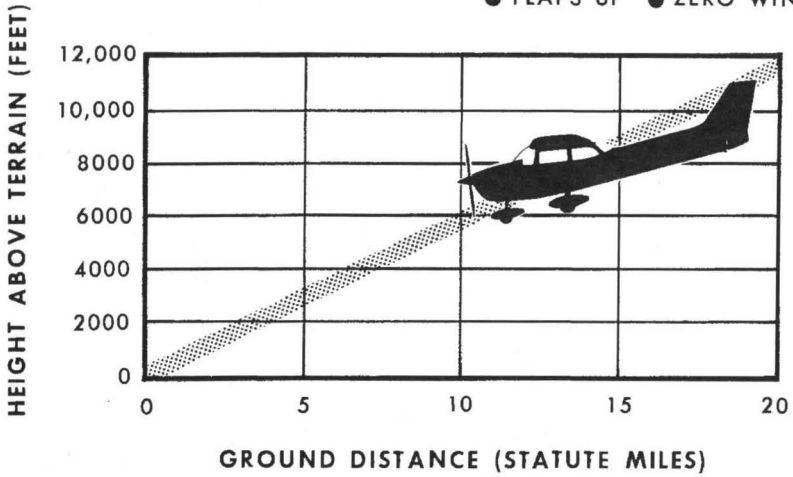 HEIGHT ABOVE TERRAIN (FEET)
12,000
10,000
8000
6000
4000
2000
0
0 5 10 15 20
GROUND DISTANCE (STATUTE MILES)